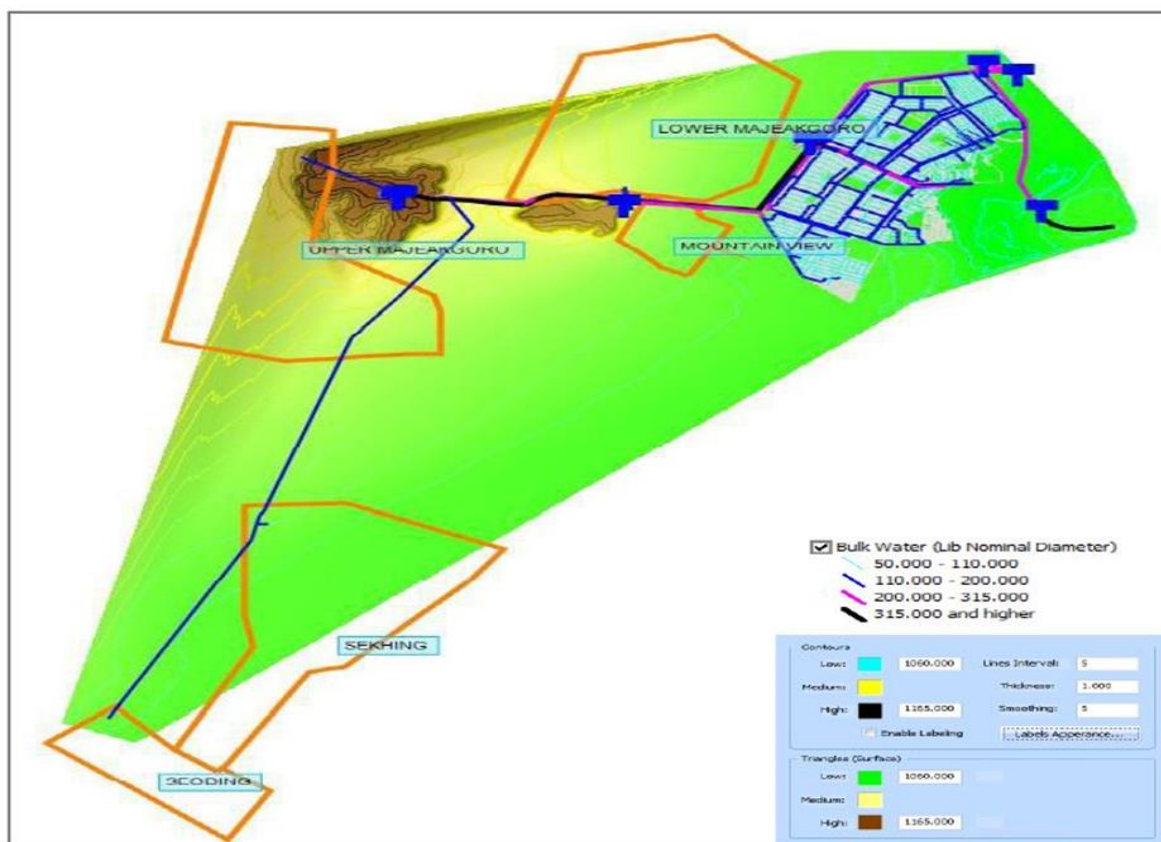 LOWER MAJEAKGORO
UPPER MAJEAKGORO
MOUNTAIN VIEW
SEKHING
3EODING
Bulk Water (Lib Nominal Diameter)
50.000 - 110.000
110.000 - 200.000
200.000 - 315.000
315.000 and higher
Contours
Low: 1060.000 Lines Interval: 5
Medium: Thickness: 1.000
High: 1165.000 Smoothing: 5
Enable Labeling Labels Apperance...
Triangles (Surface)
Low: 1060.000
Medium:
High: 1165.000